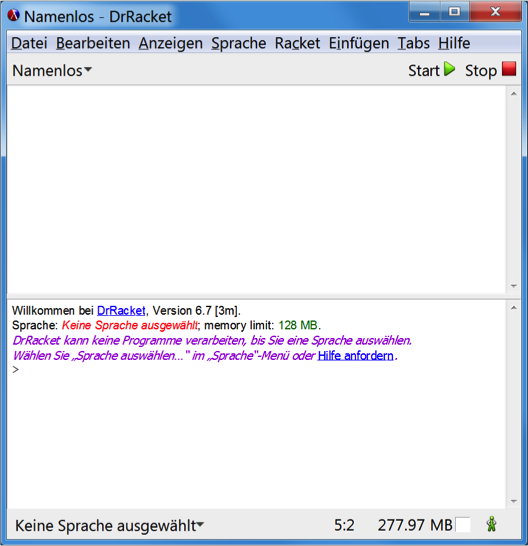 Namenlos - DrRacket
Datei Bearbeiten Anzeigen Sprache Racket Einfügen Tabs Hilfe
Namenlos Start Stop
Willkommen bei DrRacket, Version 6.7 [3m].
Sprache: Keine Sprache ausgewählt; memory limit: 128 MB.
DrRacket kann keine Programme verarbeiten, bis Sie eine Sprache auswählen.
Wählen Sie „Sprache auswählen...“ im „Sprache“-Menü oder Hilfe anfordern.
>
Keine Sprache ausgewählt 5:2 277.97 MB